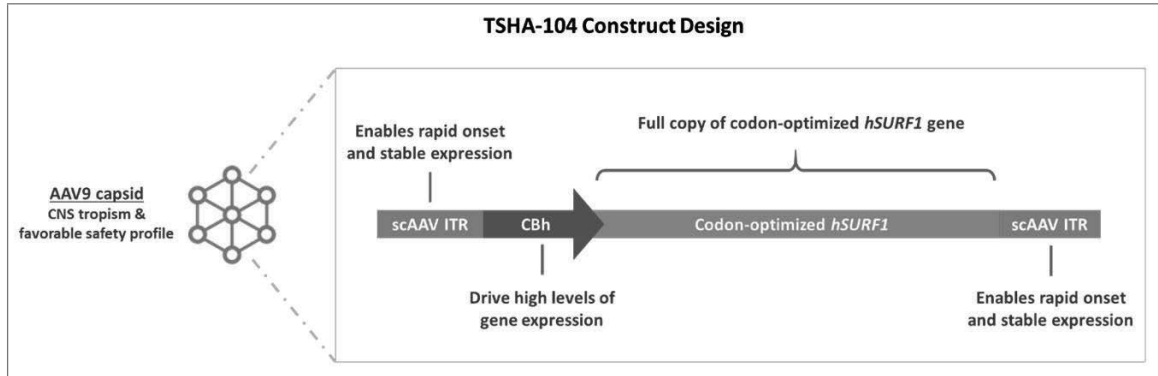 TSHA-104 Construct Design
Enables rapid onset
and stable expression
Full copy of codon-optimized hSURF1 gene
AAV9 capsid
CNS tropism &
favorable safety profile
scAAV ITR
CBh
Codon-optimized hSURF1
scAAV ITR
Drive high levels of
gene expression
Enables rapid onset
and stable expression